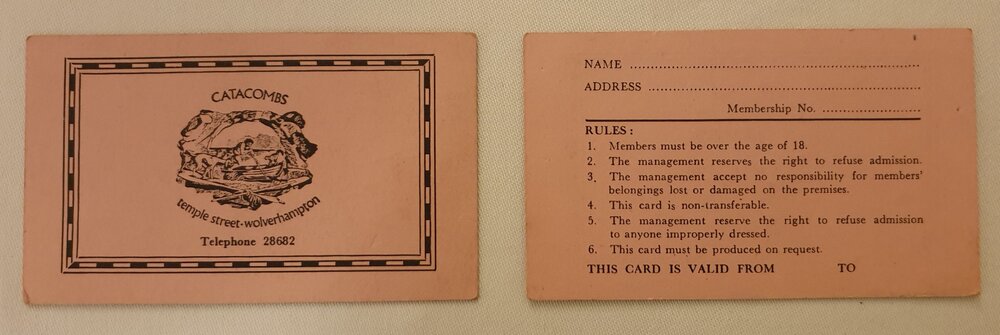 CATACOMBS
temple street·wolverhampton
Telephone 28682
NAME ........................................................
ADDRESS ........................................................
Membership No. ....................
RULES :
1. Members must be over the age of 18.
2. The management reserves the right to refuse admission.
3. The management accept no responsibility for members'
belongings lost or damaged on the premises.
4. This card is non-transferable.
5. The management reserve the right to refuse admission
to anyone improperly dressed.
6. This card must be produced on request.
THIS CARD IS VALID FROM TO